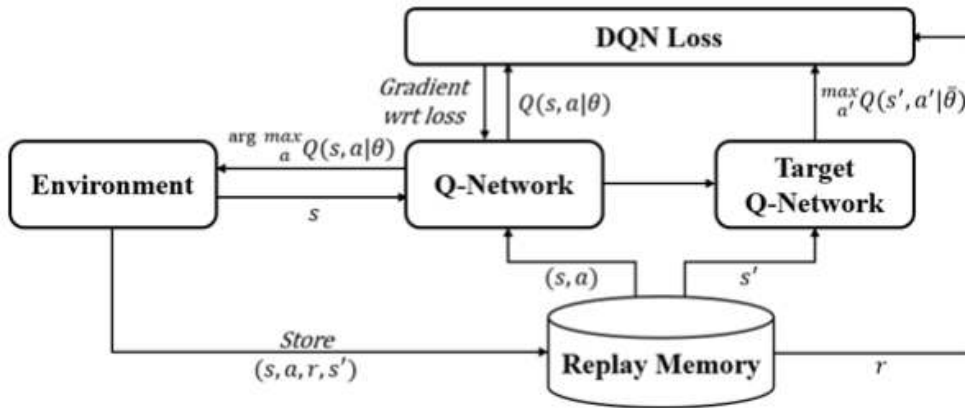 DQN Loss
Gradient
wrt loss
Q(s, a|θ)
max
a′ Q(s′, a′|θ̄)
arg max
a Q(s, a|θ)
Environment
Q-Network
Target
Q-Network
s
(s, a)
s′
Store
(s, a, r, s′)
Replay Memory
r